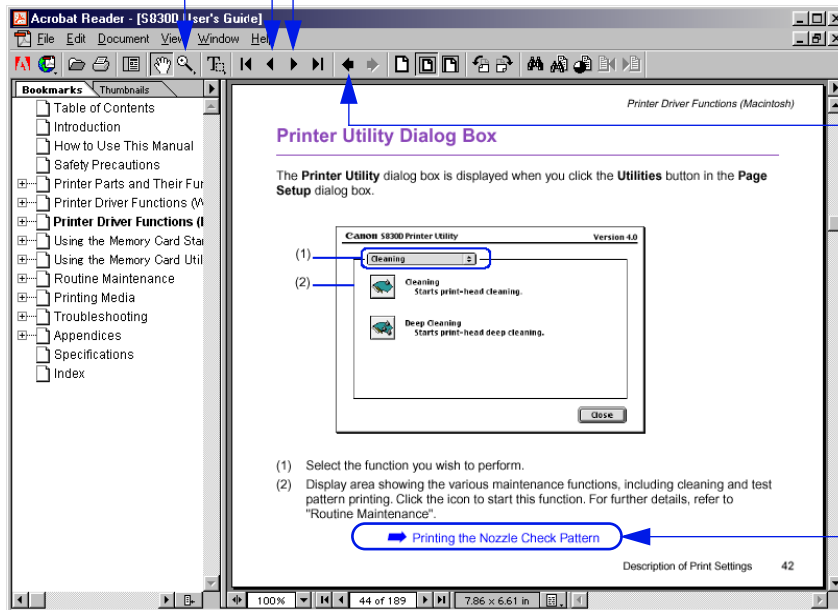 Acrobat Reader - [S830D User's Guide]
File Edit Document View Window Help
Bookmarks Thumbnails
Table of Contents
Introduction
How to Use This Manual
Safety Precautions
Printer Parts and Their Fur
Printer Driver Functions (W
Printer Driver Functions (I
Using the Memory Card Stat
Using the Memory Card Util
Routine Maintenance
Printing Media
Troubleshooting
Appendices
Specifications
Index
Printer Driver Functions (Macintosh)
Printer Utility Dialog Box
The Printer Utility dialog box is displayed when you click the Utilities button in the Page
Setup dialog box.
Canon S830D Printer Utility Version 4.0
(1) Cleaning
(2) Cleaning
Starts print-head cleaning.
Deep Cleaning
Starts print-head deep cleaning.
Close
(1) Select the function you wish to perform.
(2) Display area showing the various maintenance functions, including cleaning and test
pattern printing. Click the icon to start this function. For further details, refer to
"Routine Maintenance".
Printing the Nozzle Check Pattern
Description of Print Settings 42
100% 44 of 189 7.86 x 6.61 in